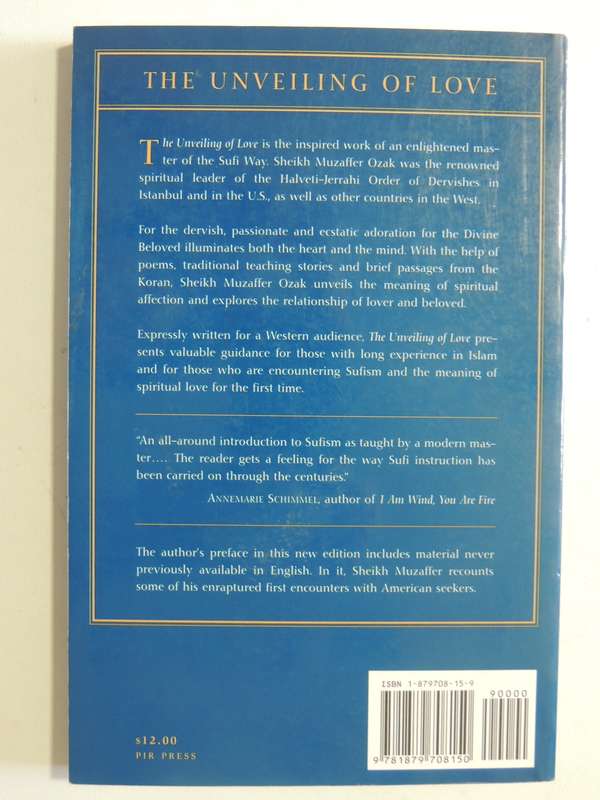 THE UNVEILING OF LOVE
The Unveiling of Love is the inspired work of an enlightened mas-
ter of the Sufi Way. Sheikh Muzaffer Ozak was the renowned
spiritual leader of the Halveti-Jerrahi Order of Dervishes in
Istanbul and in the U.S., as well as other countries in the West.
For the dervish, passionate and ecstatic adoration for the Divine
Beloved illuminates both the heart and the mind. With the help of
poems, traditional teaching stories and brief passages from the
Koran, Sheikh Muzaffer Ozak unveils the meaning of spiritual
affection and explores the relationship of lover and beloved.
Expressly written for a Western audience, The Unveiling of Love pre-
sents valuable guidance for those with long experience in Islam
and for those who are encountering Sufism and the meaning of
spiritual love for the first time.
"An all-around introduction to Sufism as taught by a modern mas-
ter.... The reader gets a feeling for the way Sufi instruction has
been carried on through the centuries."
ANNEMARIE SCHIMMEL, author of I Am Wind, You Are Fire
The author's preface in this new edition includes material never
previously available in English. In it, Sheikh Muzaffer recounts
some of his enraptured first encounters with American seekers.
ISBN 1-879708-15-9
90000
9 781879 708150
$12.00
PIR PRESS